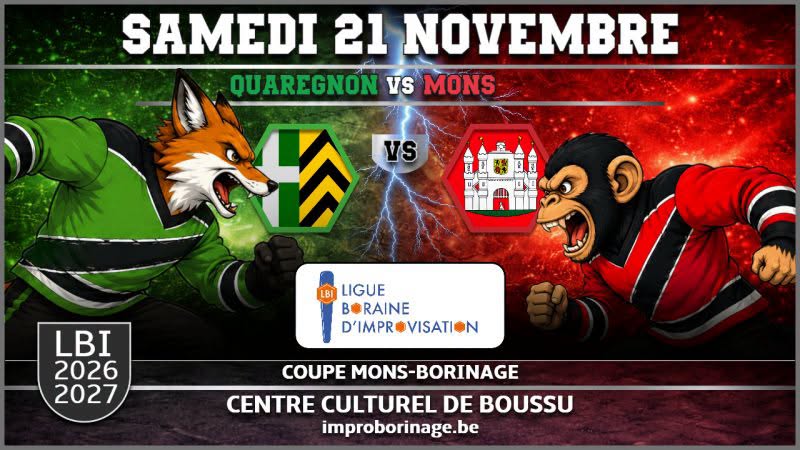 SAMEDI 21 NOVEMBRE
QUAREGNON VS MONS
VS
LBI
LIGUE
BORAINE
D'IMPROVISATION
LBI
2026
2027
COUPE MONS-BORINAGE
CENTRE CULTUREL DE BOUSSU
improborinage.be